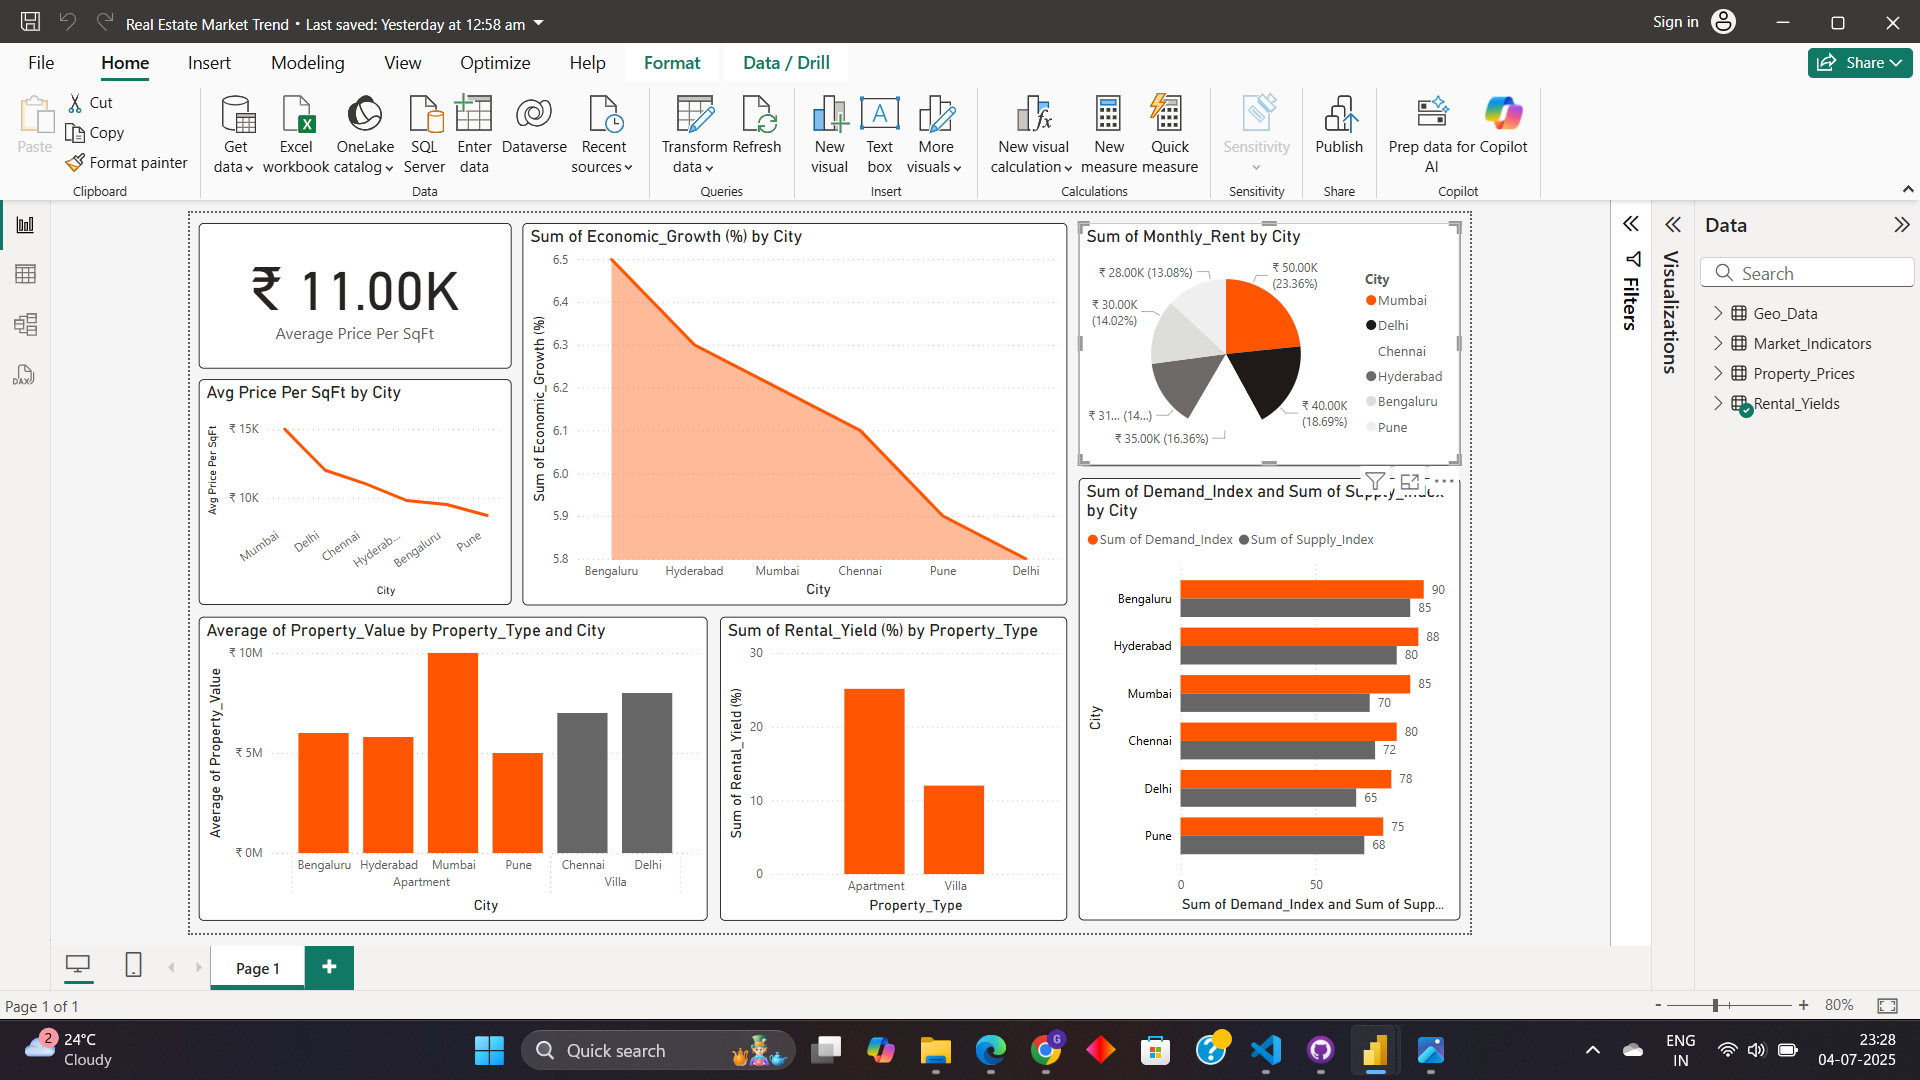 Real Estate Market Trend • Last saved: Yesterday at 12:58 am
Sign in
File
Home
Insert
Modeling
View
Optimize
Help
Format
Data / Drill
Share
Paste
Cut
Copy
Format painter
Clipboard
Get data
Excel workbook
OneLake catalog
SQL Server
Enter data
Dataverse
Recent sources
Data
Transform data
Refresh
Queries
New visual
Text box
More visuals
Insert
New visual calculation
New measure
Quick measure
Calculations
Sensitivity
Sensitivity
Publish
Share
Prep data for AI
Copilot
Copilot
₹ 11.00K
Average Price Per SqFt
Avg Price Per SqFt by City
Avg Price Per SqFt
₹ 15K
₹ 10K
Mumbai
Delhi
Chennai
Hyderab...
Bengaluru
Pune
City
Sum of Economic_Growth (%) by City
Sum of Economic_Growth (%)
6.5
6.4
6.3
6.2
6.1
6.0
5.9
5.8
Bengaluru
Hyderabad
Mumbai
Chennai
Pune
Delhi
City
Sum of Monthly_Rent by City
₹ 28.00K (13.08%)
₹ 50.00K
(23.36%)
₹ 30.00K
(14.02%)
₹ 31... (14...)
₹ 35.00K (16.36%)
₹ 40.00K
(18.69%)
City
Mumbai
Delhi
Chennai
Hyderabad
Bengaluru
Pune
Sum of Demand_Index and Sum of Supply_Index
by City
Sum of Demand_Index
Sum of Supply_Index
City
Bengaluru
90
85
Hyderabad
88
80
Mumbai
85
70
Chennai
80
72
Delhi
78
65
Pune
75
68
0
50
Sum of Demand_Index and Sum of Supp...
Average of Property_Value by Property_Type and City
Average of Property_Value
₹ 10M
₹ 5M
₹ 0M
Bengaluru
Hyderabad
Mumbai
Pune
Chennai
Delhi
Apartment
Villa
City
Sum of Rental_Yield (%) by Property_Type
Sum of Rental_Yield (%)
30
20
10
0
Apartment
Villa
Property_Type
Filters
Visualizations
Data
Search
Geo_Data
Market_Indicators
Property_Prices
Rental_Yields
DAX
Page 1
Page 1 of 1
- + 80%
2
24°C
Cloudy
Quick search
G
ENG
IN
23:28
04-07-2025